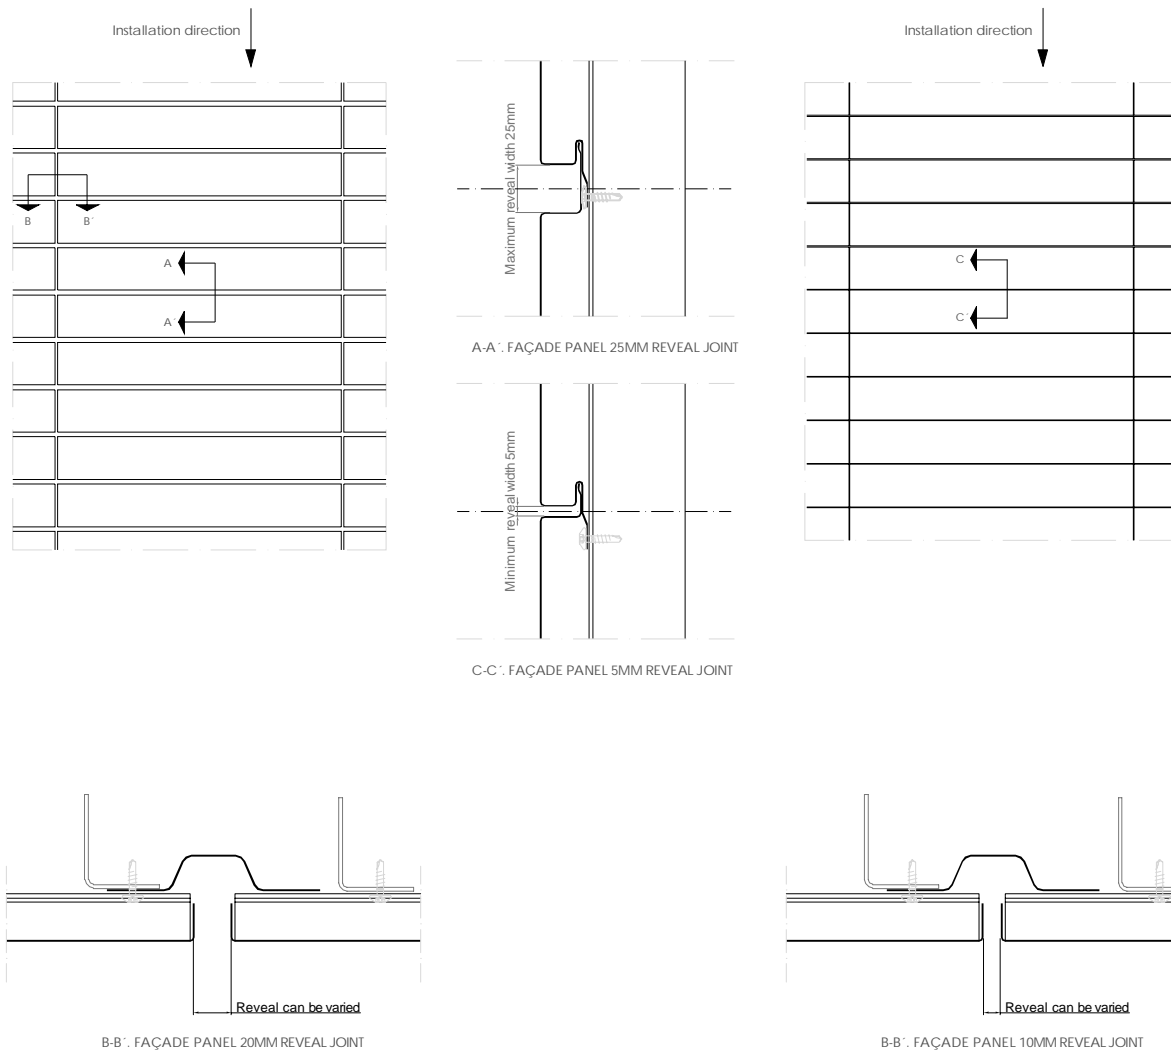 Installation direction
Installation direction
Maximum reveal width 25mm
B
B´
A
A´
C
C´
A-A´. FAÇADE PANEL 25MM REVEAL JOINT
Minimum reveal width 5mm
C-C´. FAÇADE PANEL 5MM REVEAL JOINT
Reveal can be varied
Reveal can be varied
B-B´. FAÇADE PANEL 20MM REVEAL JOINT
B-B´. FAÇADE PANEL 10MM REVEAL JOINT